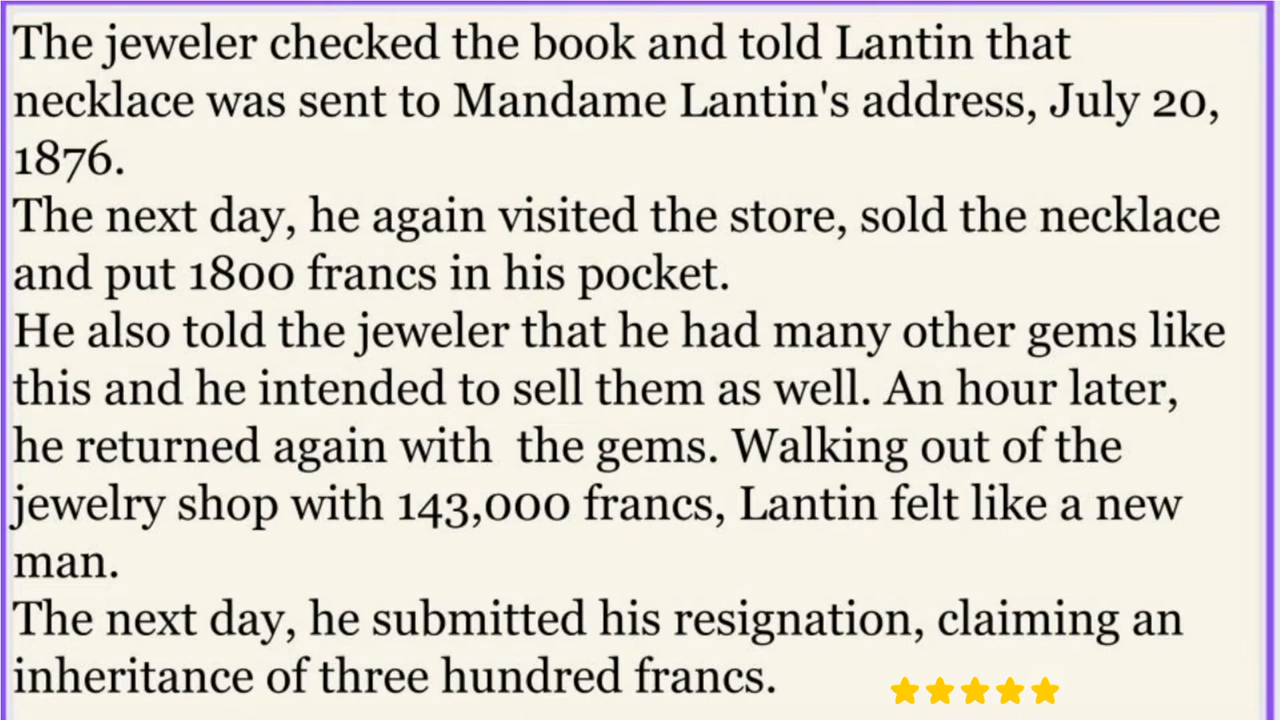 The jeweler checked the book and told Lantin that
necklace was sent to Mandame Lantin's address, July 20,
1876.
The next day, he again visited the store, sold the necklace
and put 1800 francs in his pocket.
He also told the jeweler that he had many other gems like
this and he intended to sell them as well. An hour later,
he returned again with  the gems. Walking out of the
jewelry shop with 143,000 francs, Lantin felt like a new
man.
The next day, he submitted his resignation, claiming an
inheritance of three hundred francs.